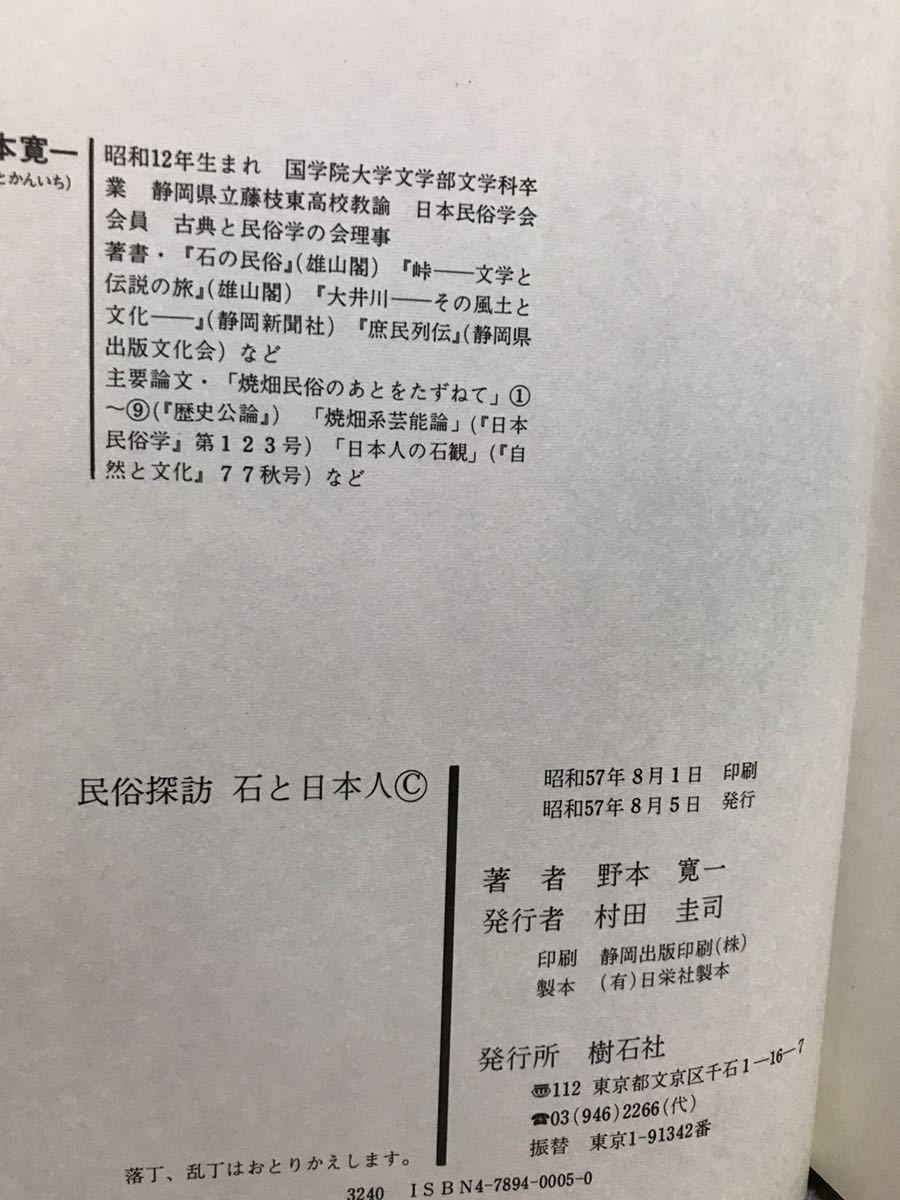 本寛一
とかんいち)
昭和12年生まれ 国学院大学文学部文学科卒
業 静岡県立藤枝東高校教諭 日本民俗学会
会員 古典と民俗学の会理事
著書・『石の民俗』(雄山閣) 『峠——文学と
伝説の旅』(雄山閣) 『大井川——その風土と
文化——』(静岡新聞社) 『庶民列伝』(静岡県
出版文化会) など
主要論文・「焼畑民俗のあとをたずねて」①
〜⑨(『歴史公論』) 「焼畑系芸能論」(『日本
民俗学』第123号) 「日本人の石観」(『自
然と文化』77秋号) など
民俗探訪 石と日本人©
昭和57年8月1日 印刷
昭和57年8月5日 発行
著者 野本 寛一
発行者 村田 圭司
印刷 静岡出版印刷(株)
製本 (有)日栄社製本
発行所 樹石社
〠112 東京都文京区千石1—16—7
☎03(946)2266(代)
振替 東京1-91342番
落丁、乱丁はおとりかえします。
3240 ISBN4-7894-0005-0